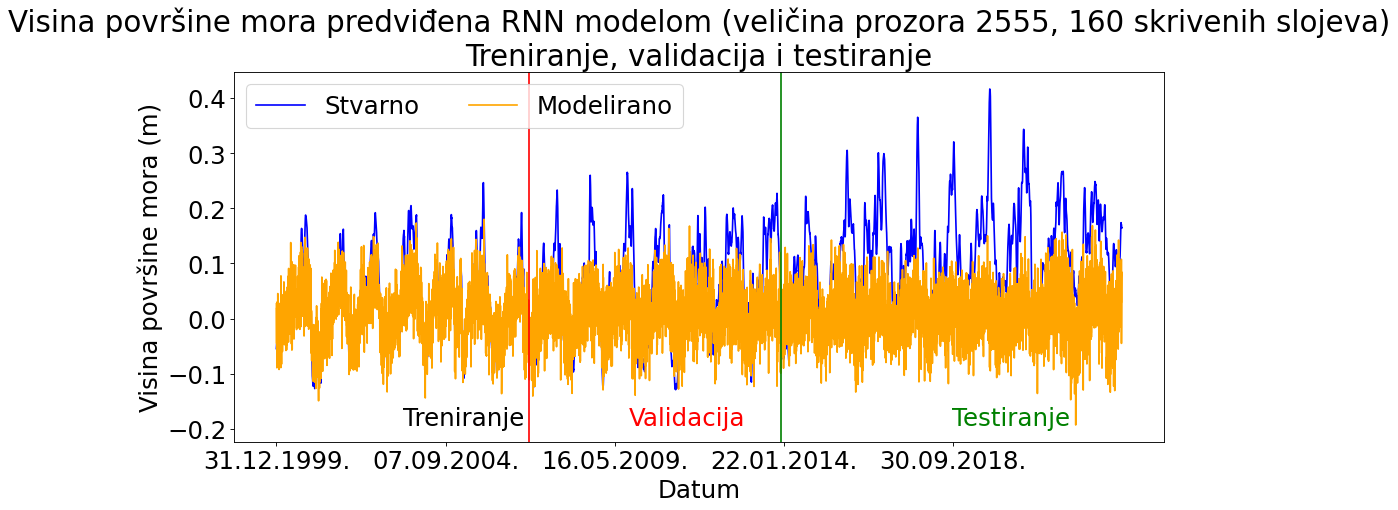 Visina površine mora predviđena RNN modelom (veličina prozora 2555, 160 skrivenih slojeva)
Treniranje, validacija i testiranje
Stvarno
Modelirano
Visina površine mora (m)
0.4
0.3
0.2
0.1
0.0
−0.1
−0.2
Treniranje
Validacija
Testiranje
31.12.1999.
07.09.2004.
16.05.2009.
22.01.2014.
30.09.2018.
Datum